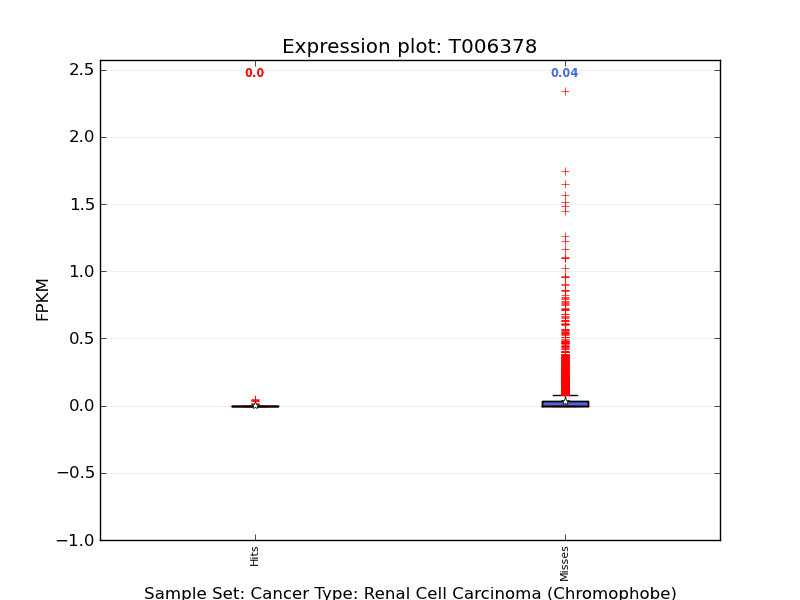 Expression plot: T006378
0.0 0.04
2.5
2.0
1.5
1.0
0.5
0.0
−0.5
−1.0
FPKM
Hits
Misses
Sample Set: Cancer Type: Renal Cell Carcinoma (Chromophobe)